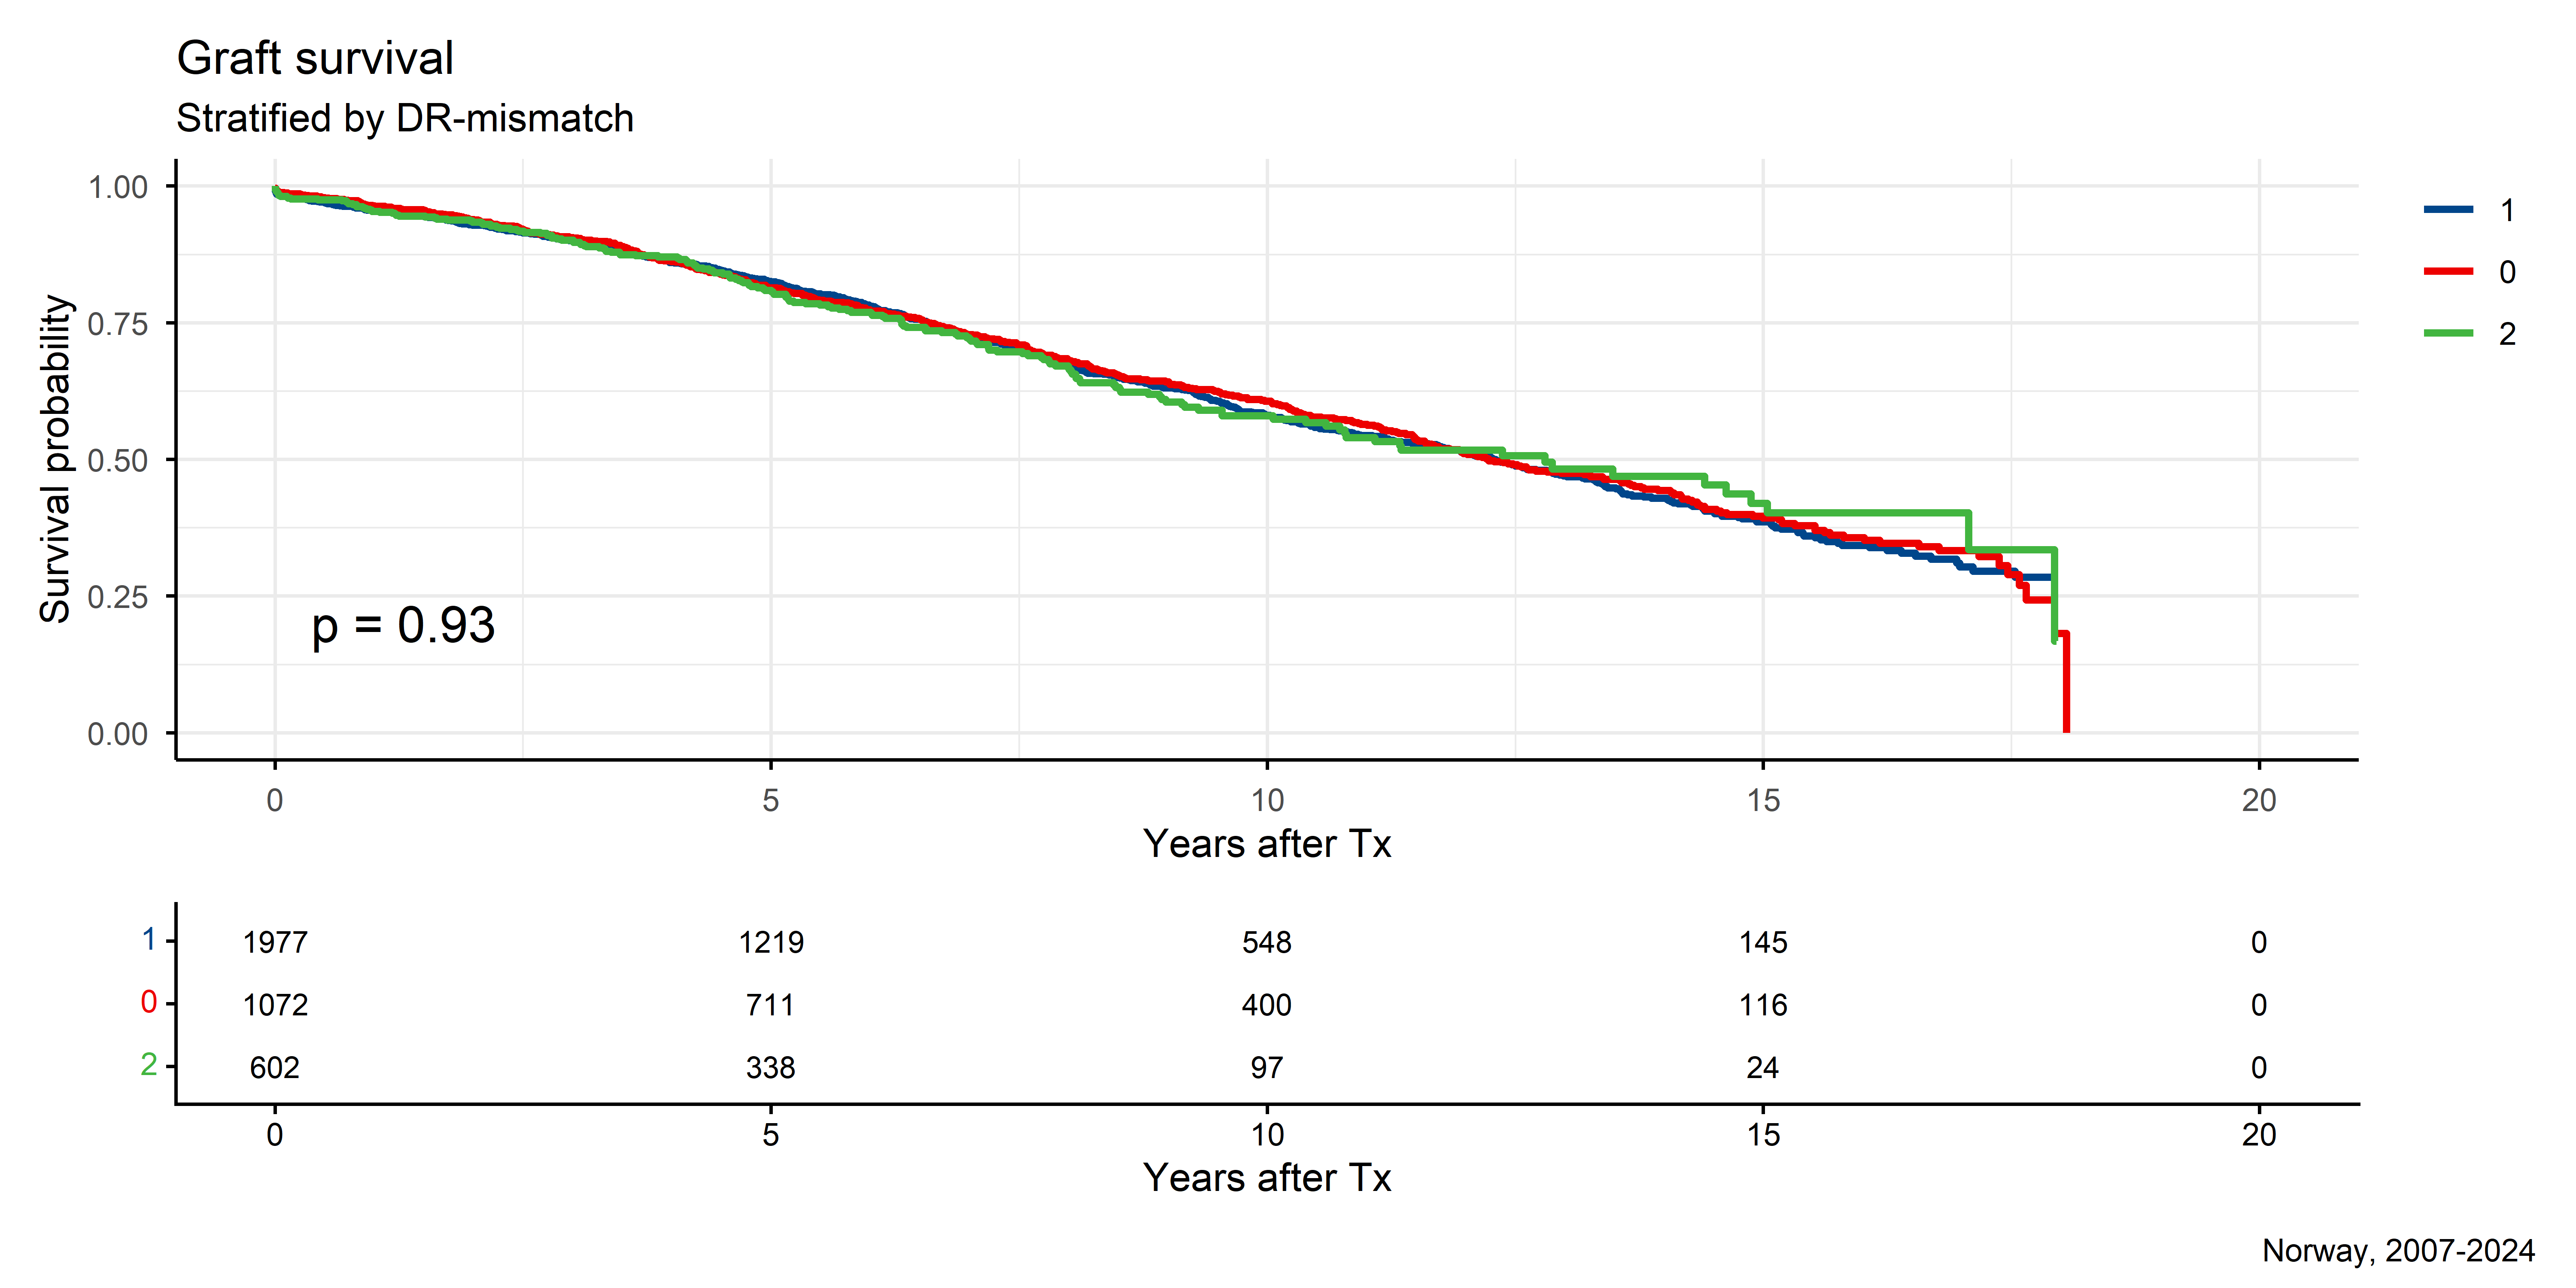 Graft survival
Stratified by DR-mismatch
Survival probability
1.00
0.75
0.50
0.25
0.00
p = 0.93
0 5 10 15 20
Years after Tx
1
0
2
1 1977 1219 548 145 0
0 1072 711 400 116 0
2 602 338 97 24 0
0 5 10 15 20
Years after Tx
Norway, 2007-2024